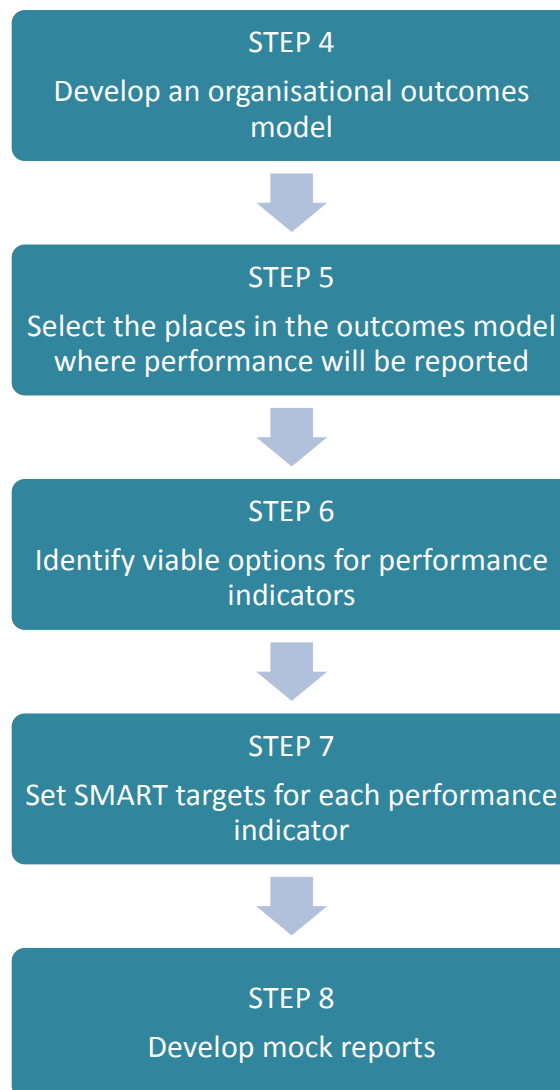 STEP 4
Develop an organisational outcomes
model
STEP 5
Select the places in the outcomes model
where performance will be reported
STEP 6
Identify viable options for performance
indicators
STEP 7
Set SMART targets for each performance
indicator
STEP 8
Develop mock reports